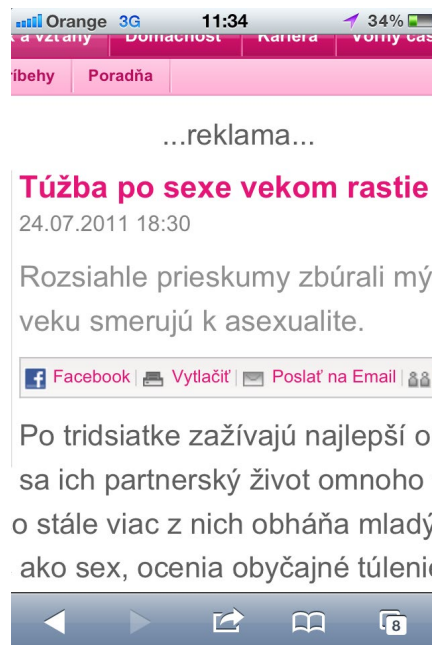 Orange 3G 11:34 34%
a vzťahy Domácnosť Kariéra Voľný čas
Poradňa
...reklama...
Túžba po sexe vekom rastie
24.07.2011 18:30
Rozsiahle prieskumy zbúrali mý
veku smerujú k asexualite.
Facebook Vytlačiť Poslať na Email
Po tridsiatke zažívajú najlepší o
sa ich partnerský život omnoho
o stále viac z nich obháňa mladý
ako sex, ocenia obyčajné túlenie
8